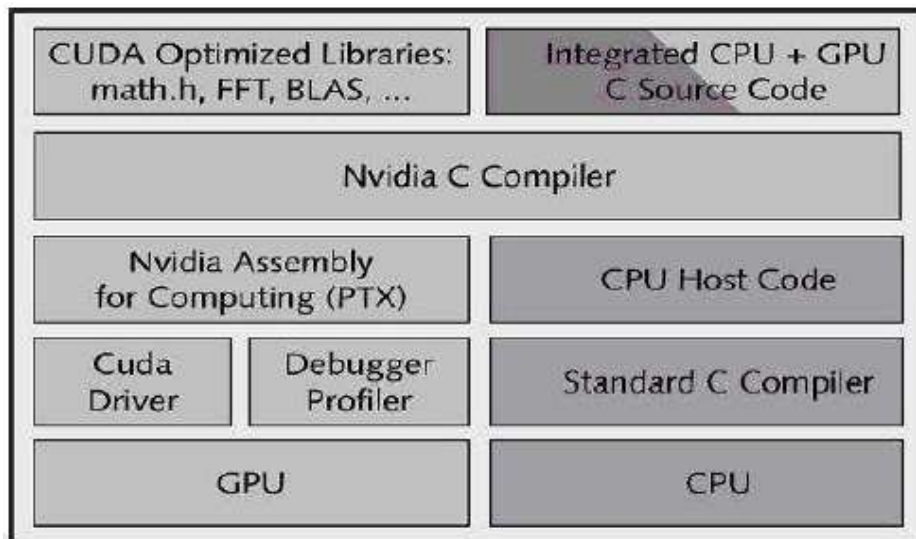 CUDA Optimized Libraries:
math.h, FFT, BLAS, ...
Integrated CPU + GPU
C Source Code
Nvidia C Compiler
Nvidia Assembly
for Computing (PTX)
CPU Host Code
Cuda
Driver
Debugger
Profiler
Standard C Compiler
GPU
CPU